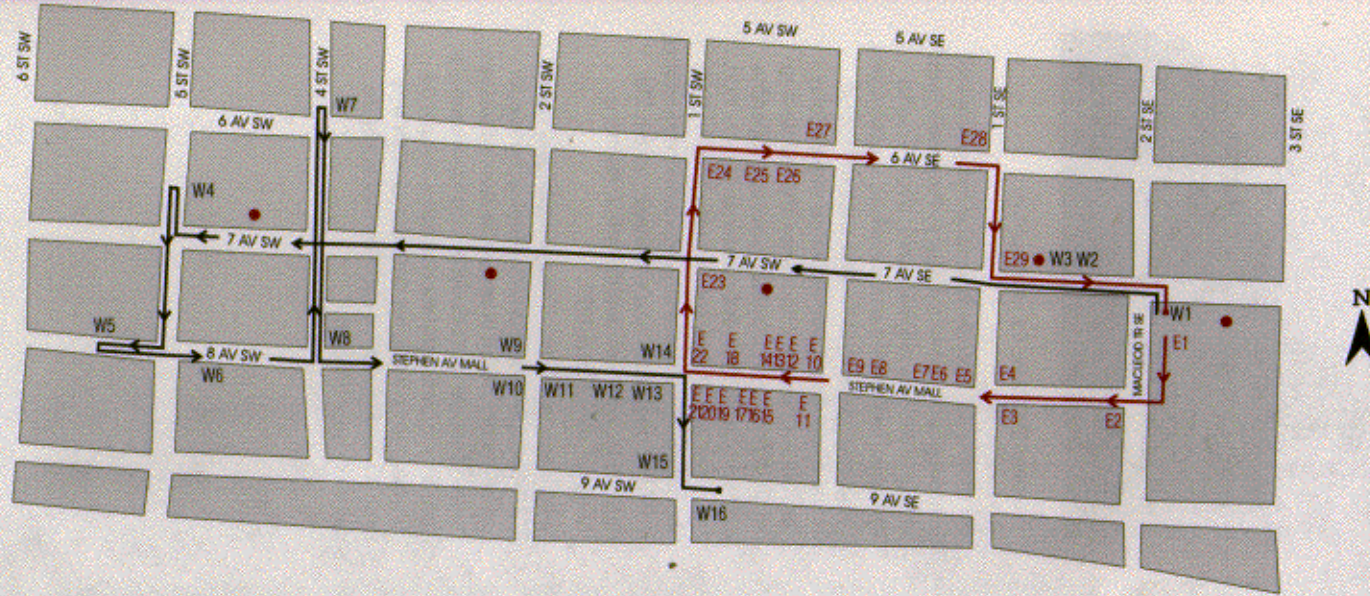 5 AV SW
5 AV SE
6 ST SW
5 ST SW
4 ST SW
2 ST SW
1 ST SW
1 ST SE
2 ST SE
3 ST SE
W7
6 AV SW
E27
E28
6 AV SE
E24 E25 E26
W4
7 AV SW
7 AV SW
7 AV SE
E29
W3 W2
N
E23
W1
E1
MACLEOD TR SE
W5
W8
W9
W14
E
22
E
18
E
14
E
13
E
12
E
10
8 AV SW
STEPHEN AV MALL
E9 E8
E7 E6 E5
E4
W6
W10
W11
W12
W13
STEPHEN AV MALL
E
21
E
20
E
19
E
17
E
16
E
15
E
11
E3
E2
W15
9 AV SW
9 AV SE
W16